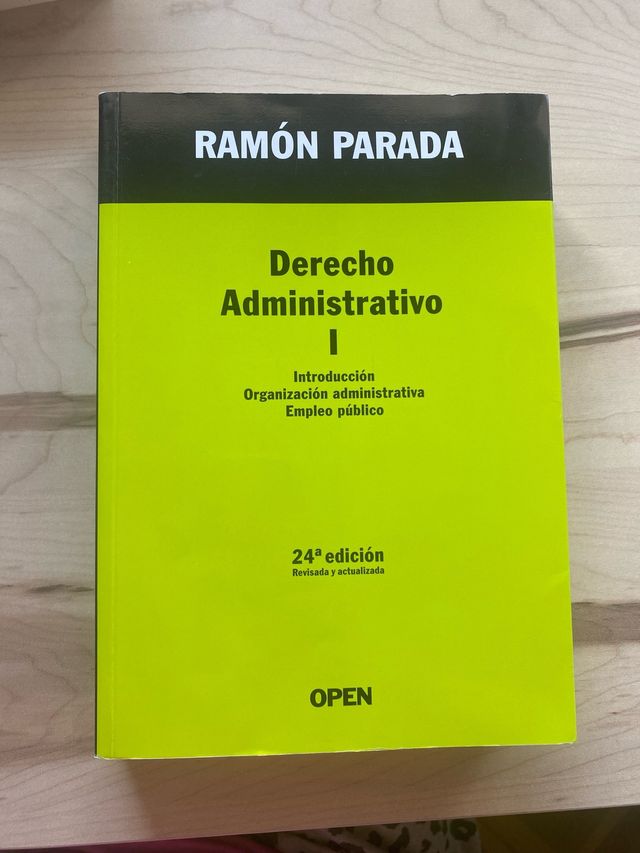 RAMÓN PARADA
Derecho
Administrativo
I
Introducción
Organización administrativa
Empleo público
24ª edición
Revisada y actualizada
OPEN